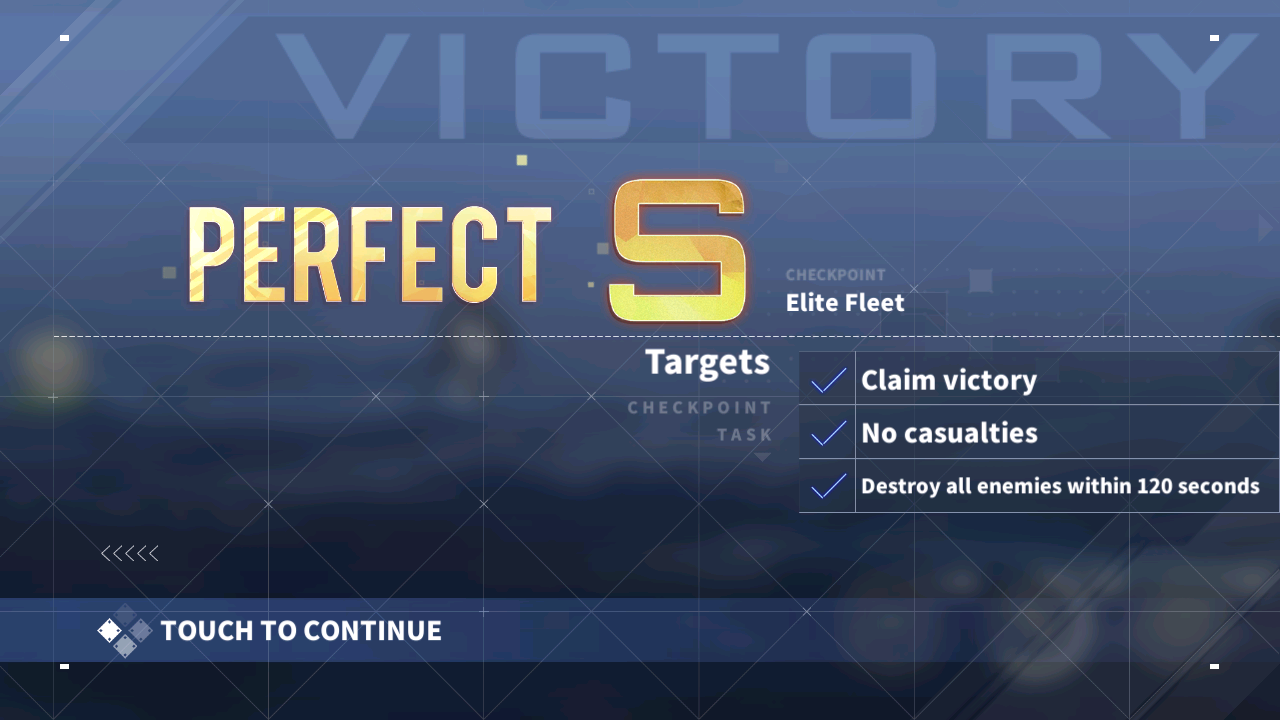 VICTORY
PERFECT S
CHECKPOINT
Elite Fleet
Targets
CHECKPOINT
TASK
Claim victory
No casualties
Destroy all enemies within 120 seconds
TOUCH TO CONTINUE